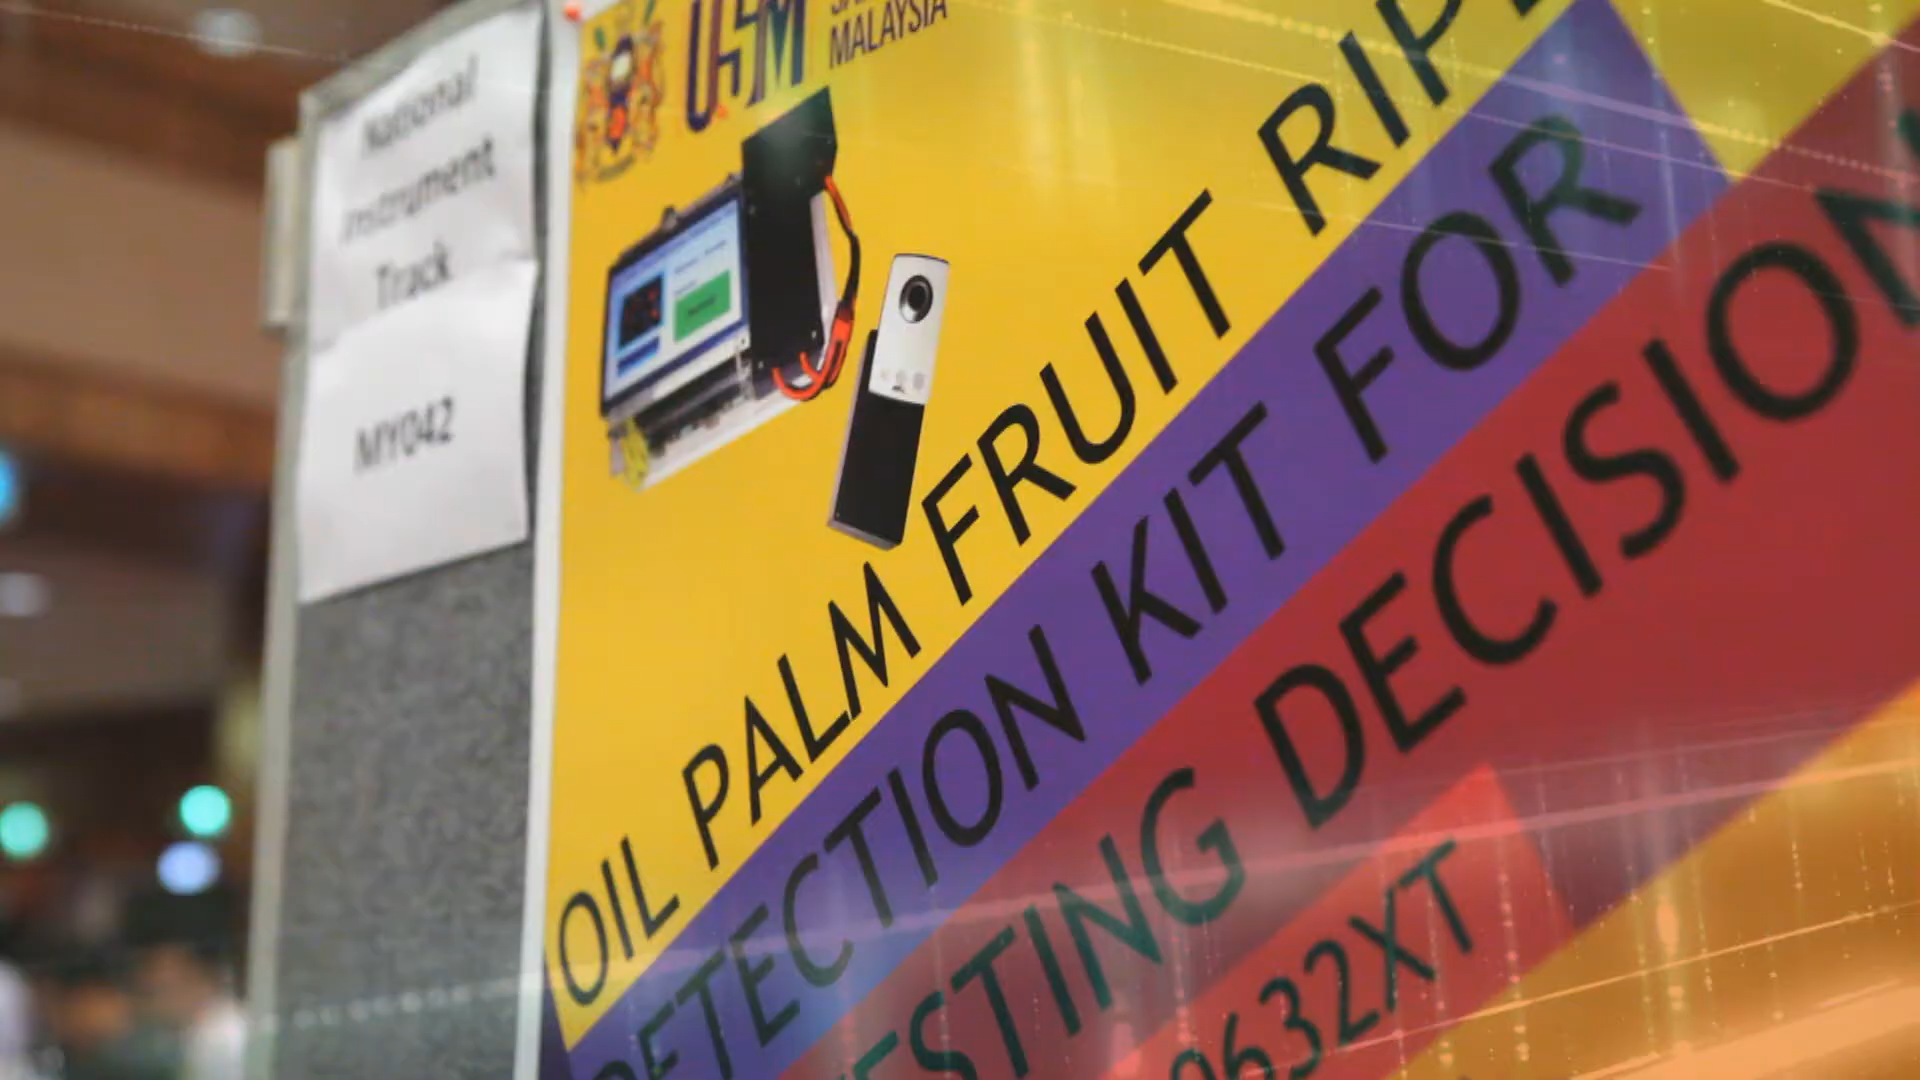 National
Instrument
Track
MY042
USM
MALAYSIA
OIL PALM FRUIT RIPE
DETECTION KIT FOR
ESTING DECISION
9632XT